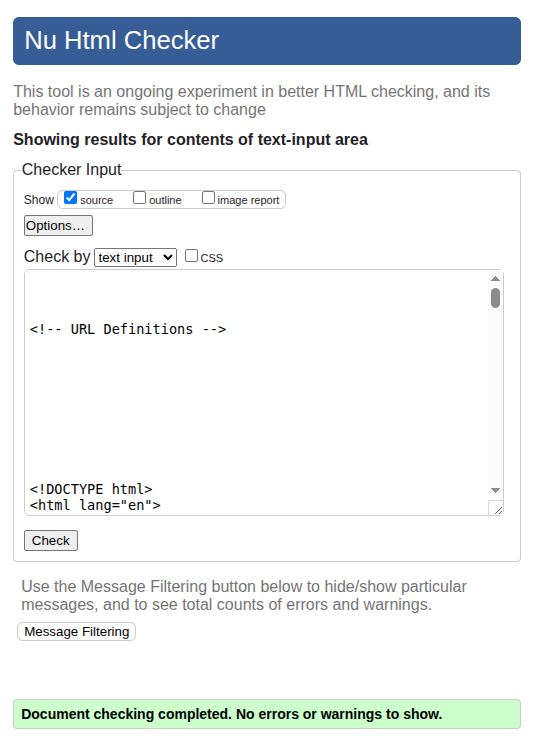 Nu Html Checker
This tool is an ongoing experiment in better HTML checking, and its
behavior remains subject to change
Showing results for contents of text-input area
Checker Input
Show source outline image report
Options...
Check by text input CSS
<!-- URL Definitions -->
<!DOCTYPE html>
<html lang="en">
Check
Use the Message Filtering button below to hide/show particular
messages, and to see total counts of errors and warnings.
Message Filtering
Document checking completed. No errors or warnings to show.